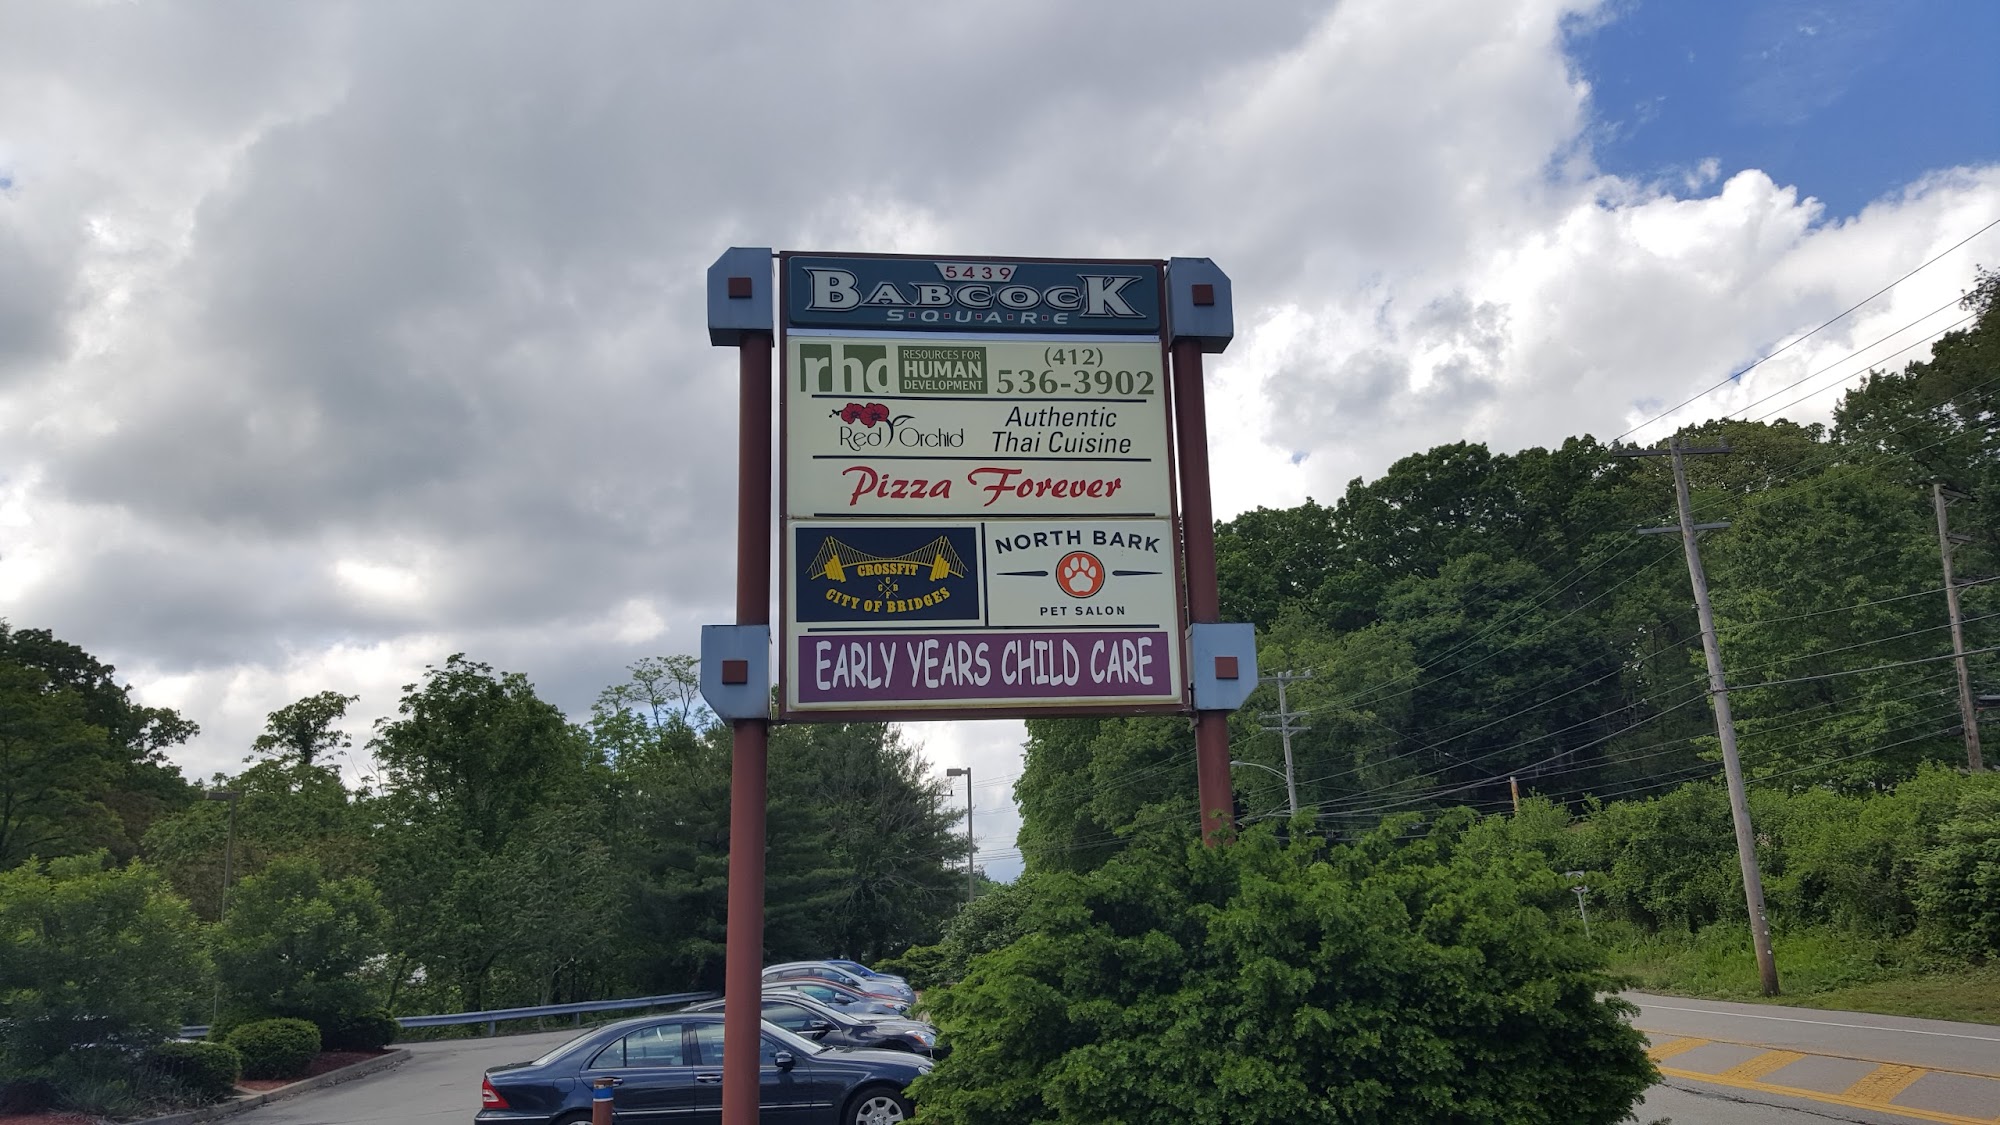 5439
BABCOCK
S·Q·U·A·R·E
rhd
RESOURCES FOR
HUMAN
DEVELOPMENT
(412)
536-3902
Red Orchid
Authentic
Thai Cuisine
Pizza Forever
CROSSFIT
C
C B
F
CITY OF BRIDGES
NORTH BARK
PET SALON
EARLY YEARS CHILD CARE